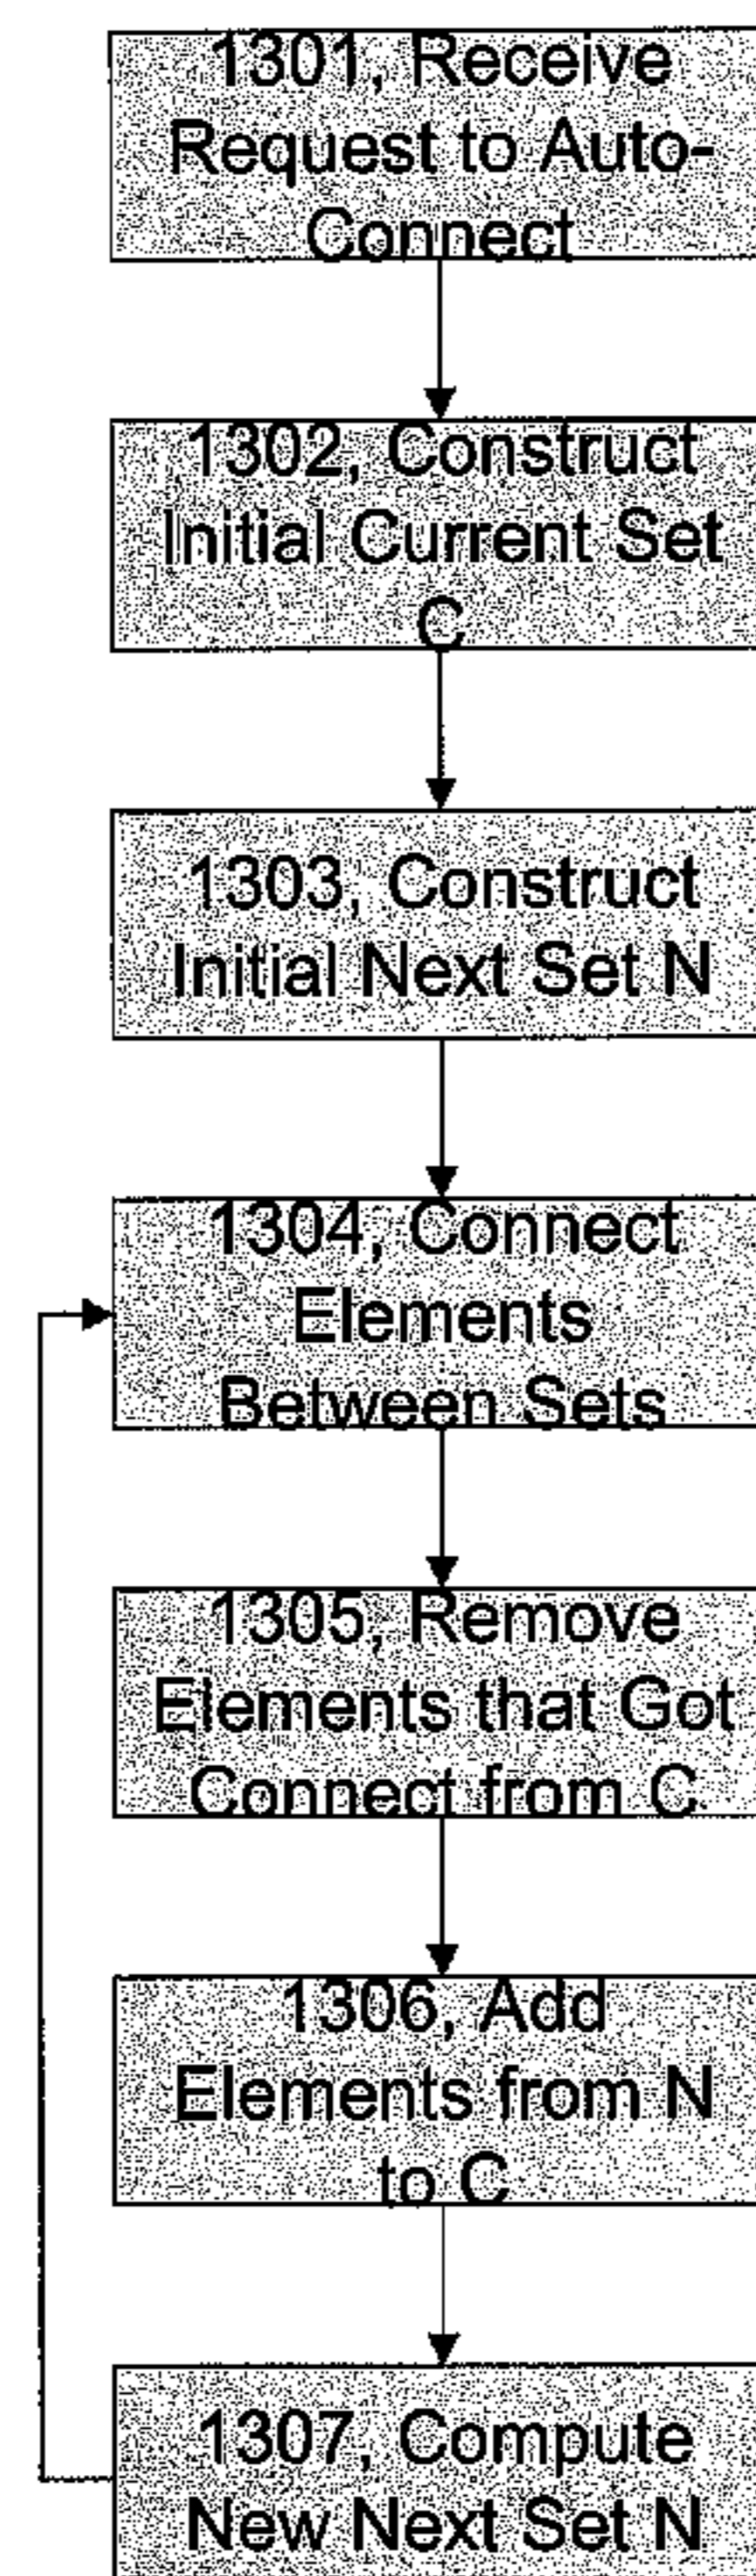 1301, Receive
Request to Auto-
Connect
1302, Construct
Initial Current Set
C
1303, Construct
Initial Next Set N
1304, Connect
Elements
Between Sets
1305, Remove
Elements that Got
Connect from C
1306, Add
Elements from N
to C
1307, Compute
New Next Set N